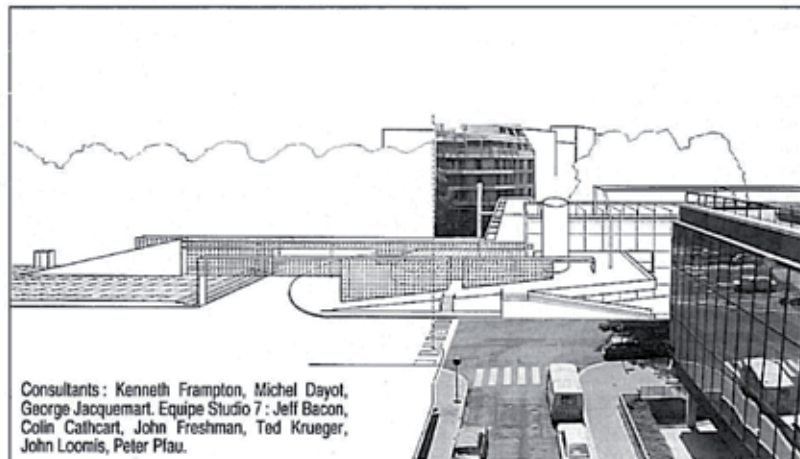 Consultants : Kenneth Frampton, Michel Dayot,
George Jacquemart. Equipe Studio 7 : Jeff Bacon,
Colin Cathcart, John Freshman, Ted Krueger,
John Loomis, Peter Pfau.